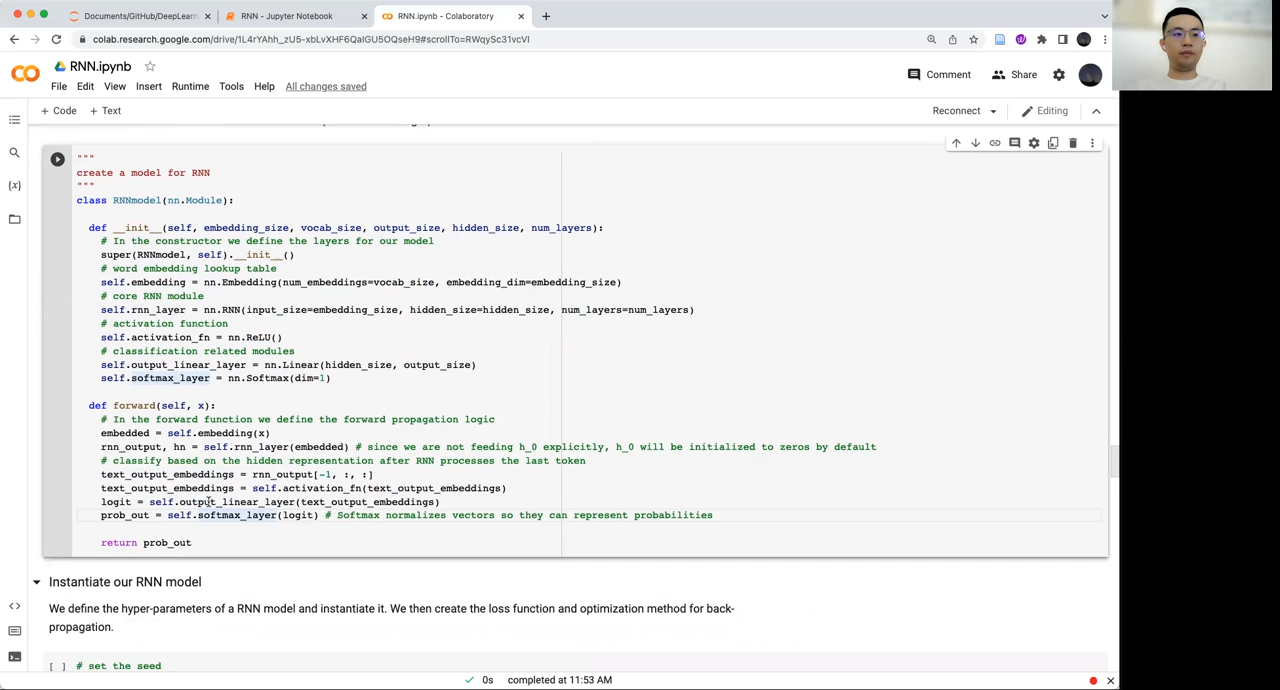 Documents/GitHub/DeepLearn
RNN - Jupyter Notebook
RNN.ipynb - Colaboratory
colab.research.google.com/drive/1L4rYAhh_zU5-xbLvXHF6QaIGU5OQseH9#scrollTo=RWqySc31vcVI
RNN.ipynb
File Edit View Insert Runtime Tools Help All changes saved
Comment
Share
+ Code + Text
Reconnect
Editing
"""
create a model for RNN
"""
class RNNmodel(nn.Module):
def __init__(self, embedding_size, vocab_size, output_size, hidden_size, num_layers):
# In the constructor we define the layers for our model
super(RNNmodel, self).__init__()
# word embedding lookup table
self.embedding = nn.Embedding(num_embeddings=vocab_size, embedding_dim=embedding_size)
# core RNN module
self.rnn_layer = nn.RNN(input_size=embedding_size, hidden_size=hidden_size, num_layers=num_layers)
# activation function
self.activation_fn = nn.ReLU()
# classification related modules
self.output_linear_layer = nn.Linear(hidden_size, output_size)
self.softmax_layer = nn.Softmax(dim=1)
def forward(self, x):
# In the forward function we define the forward propagation logic
embedded = self.embedding(x)
rnn_output, hn = self.rnn_layer(embedded) # since we are not feeding h_0 explicitly, h_0 will be initialized to zeros by default
# classify based on the hidden representation after RNN processes the last token
text_output_embeddings = rnn_output[-1, :, :]
text_output_embeddings = self.activation_fn(text_output_embeddings)
logit = self.output_linear_layer(text_output_embeddings)
prob_out = self.softmax_layer(logit) # Softmax normalizes vectors so they can represent probabilities
return prob_out
Instantiate our RNN model
We define the hyper-parameters of a RNN model and instantiate it. We then create the loss function and optimization method for back-
propagation.
[ ] # set the seed
0s completed at 11:53 AM